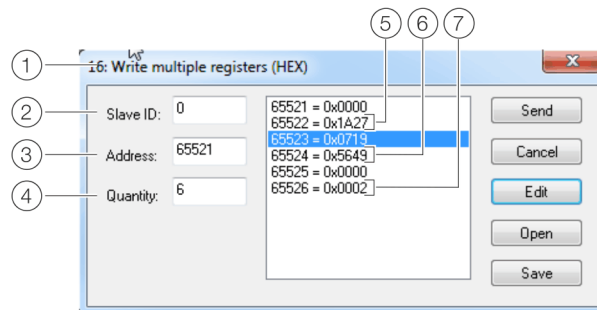 5 6 7
1 16: Write multiple registers (HEX)
2 Slave ID: 0
3 Address: 65521
4 Quantity: 6
65521 = 0x0000
65522 = 0x1A27
65523 = 0x0719
65524 = 0x5649
65525 = 0x0000
65526 = 0x0002
Send
Cancel
Edit
Open
Save